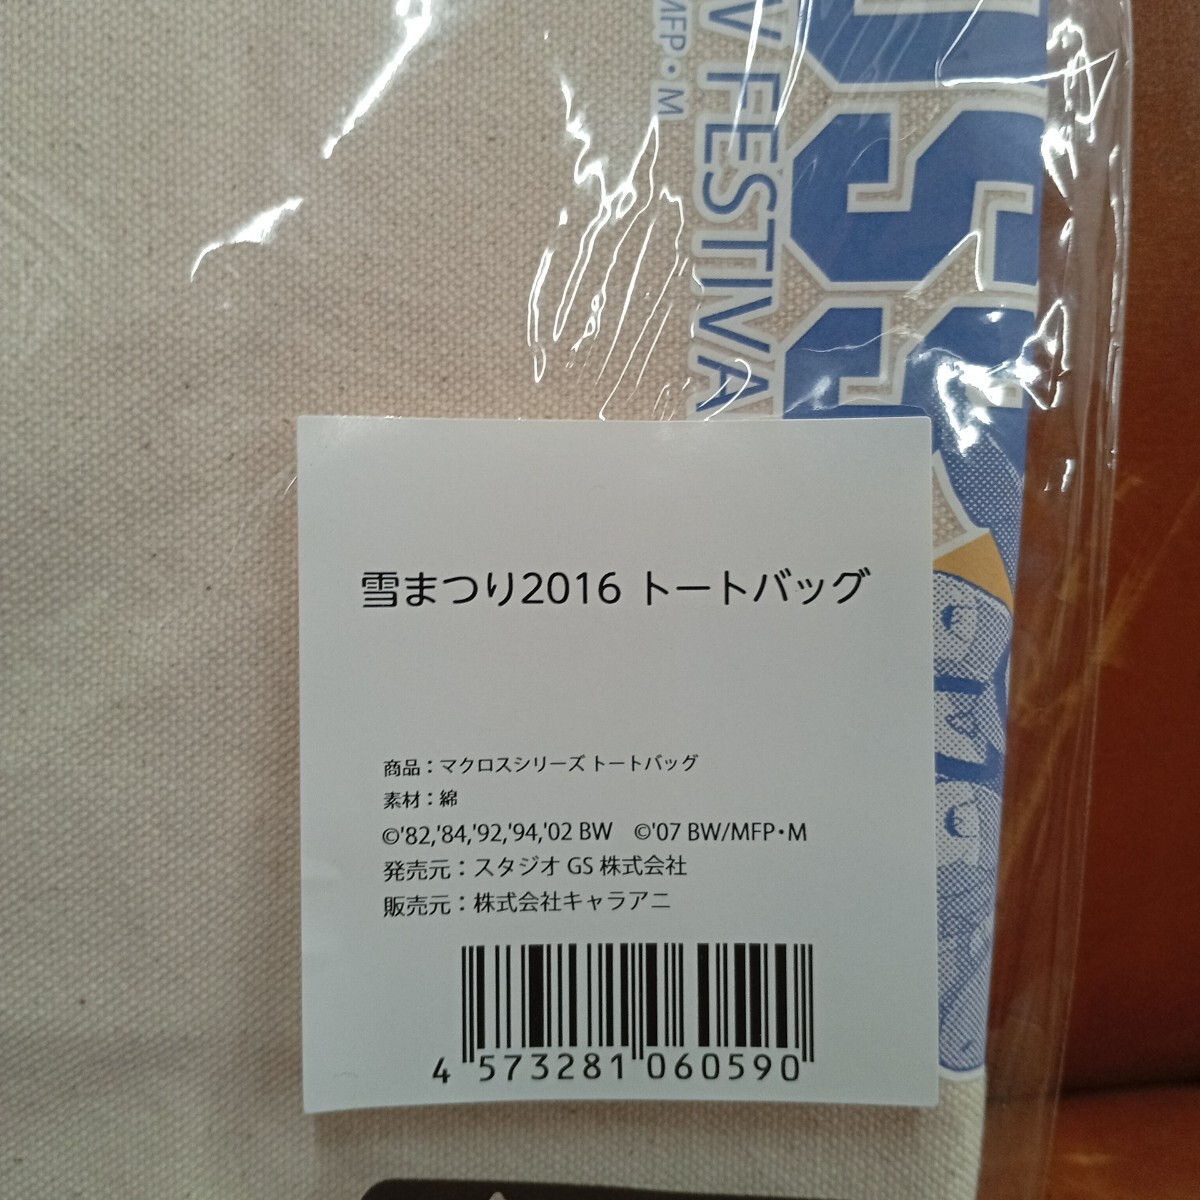 V FESTIVA
MFP・M
雪まつり2016 トートバッグ
商品：マクロスシリーズ トートバッグ
素材：綿
©'82,'84,'92,'94,'02 BW　©'07 BW/MFP・M
発売元：スタジオ GS 株式会社
販売元：株式会社キャラアニ
4 573281 060590